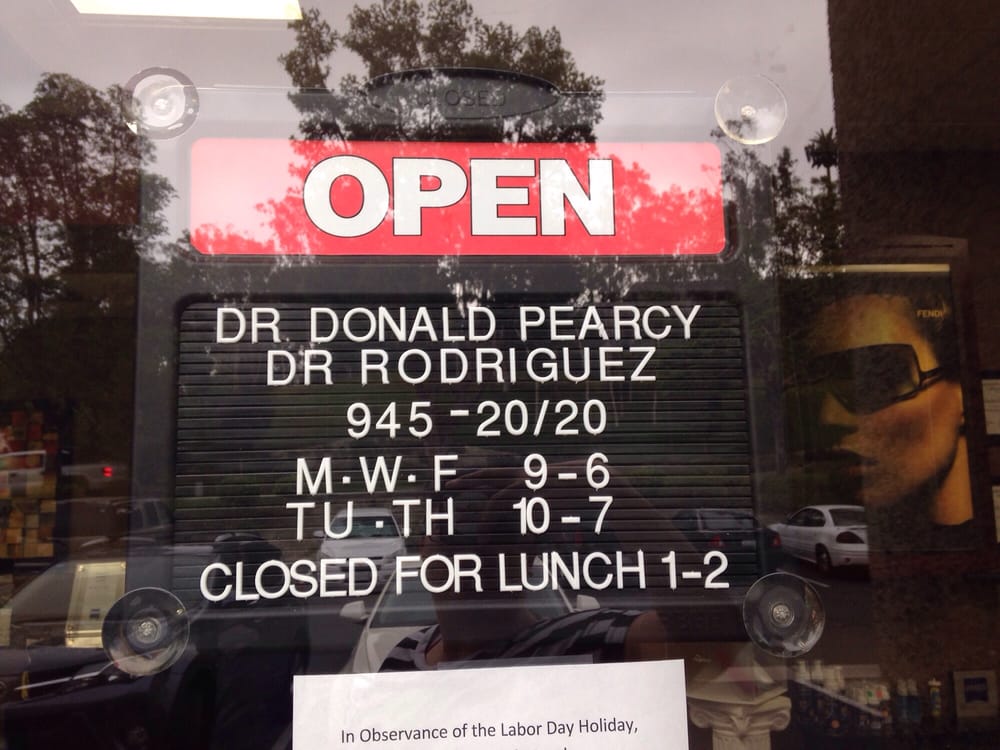 OPEN
DR. DONALD PEARCY
DR RODRIGUEZ
945-20/20
M·W·F 9-6
TU·TH 10-7
CLOSED FOR LUNCH 1-2
FENDI
In Observance of the Labor Day Holiday,